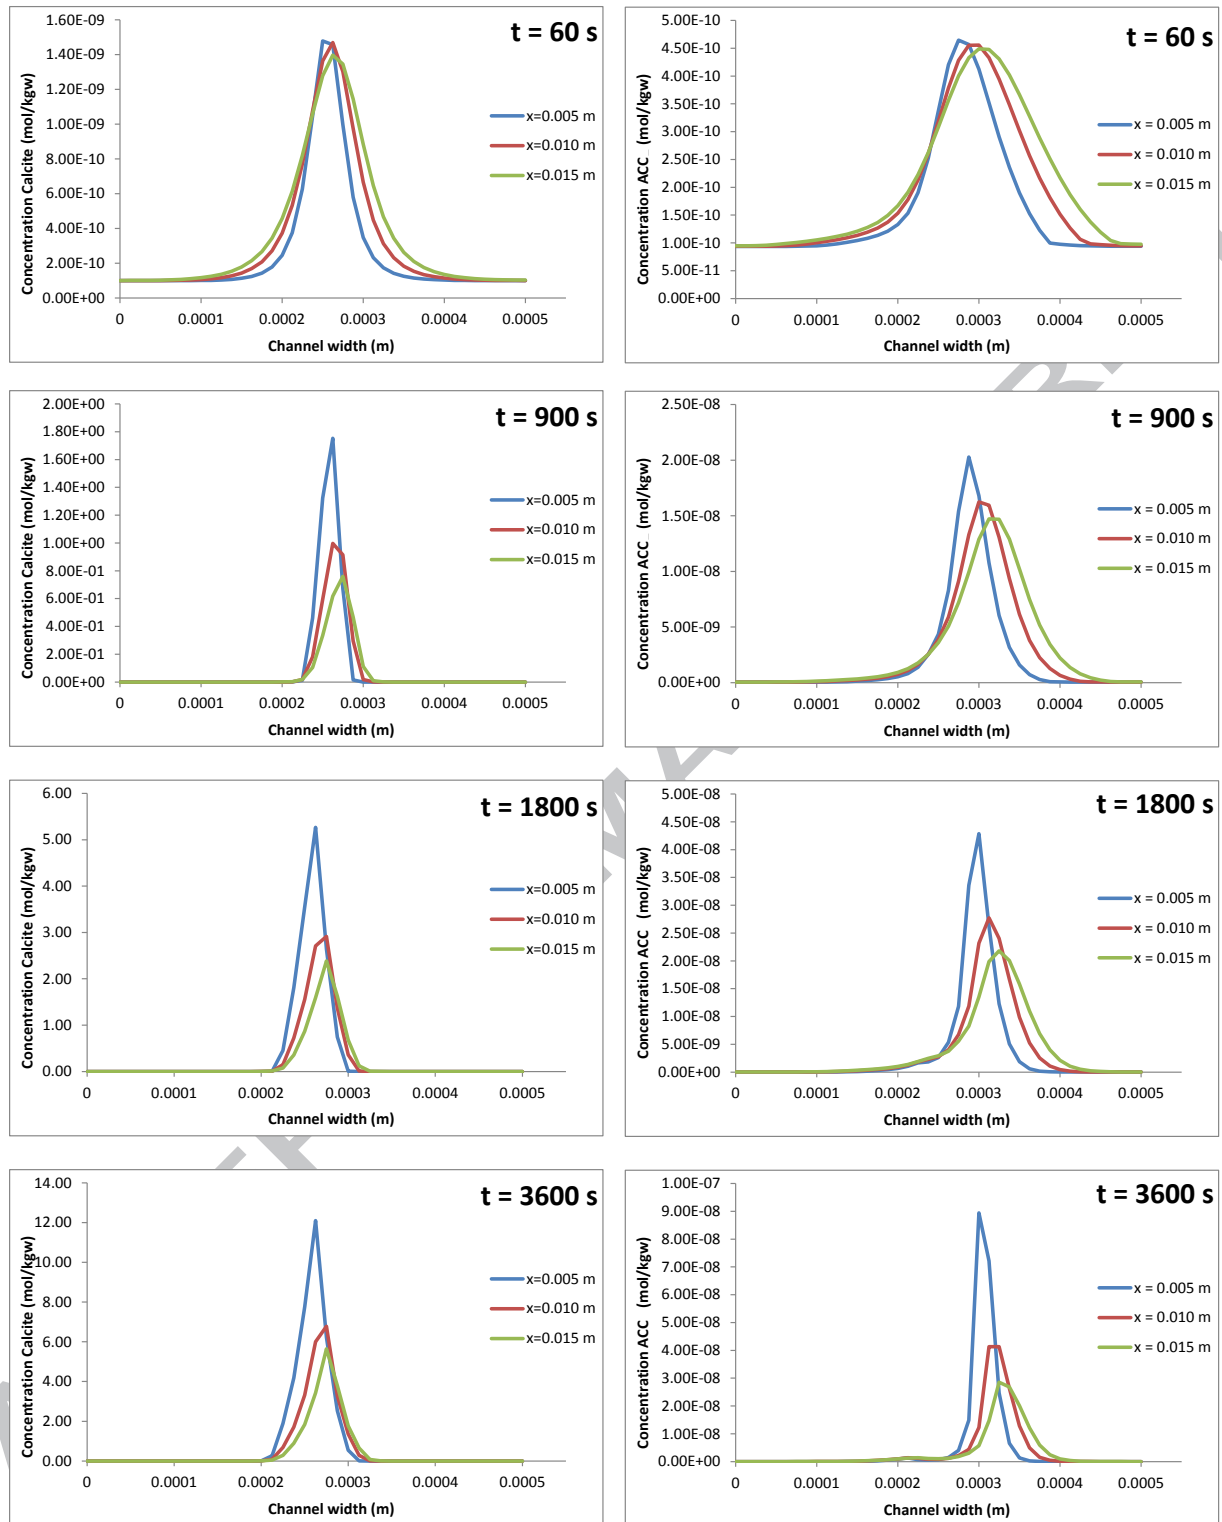 t = 60 s
Concentration Calcite (mol/kgw)
1.60E-09
1.40E-09
1.20E-09
1.00E-09
8.00E-10
6.00E-10
4.00E-10
2.00E-10
0.00E+00
0 0.0001 0.0002 0.0003 0.0004 0.0005
Channel width (m)
x=0.005 m
x=0.010 m
x=0.015 m
t = 60 s
Concentration ACC_ (mol/kgw)
5.00E-10
4.50E-10
4.00E-10
3.50E-10
3.00E-10
2.50E-10
2.00E-10
1.50E-10
1.00E-10
5.00E-11
0.00E+00
0 0.0001 0.0002 0.0003 0.0004 0.0005
Channel width (m)
x = 0.005 m
x = 0.010 m
x = 0.015 m
t = 900 s
Concentration Calcite (mol/kgw)
2.00E+00
1.80E+00
1.60E+00
1.40E+00
1.20E+00
1.00E+00
8.00E-01
6.00E-01
4.00E-01
2.00E-01
0.00E+00
0 0.0001 0.0002 0.0003 0.0004 0.0005
Channel width (m)
x=0.005 m
x=0.010 m
x=0.015 m
t = 900 s
Concentration ACC_ (mol/kgw)
2.50E-08
2.00E-08
1.50E-08
1.00E-08
5.00E-09
0.00E+00
0 0.0001 0.0002 0.0003 0.0004 0.0005
Channel width (m)
x = 0.005 m
x = 0.010 m
x = 0.015 m
t = 1800 s
Concentration Calcite (mol/kgw)
6.00
5.00
4.00
3.00
2.00
1.00
0.00
0 0.0001 0.0002 0.0003 0.0004 0.0005
Channel width (m)
x=0.005 m
x=0.010 m
x=0.015 m
t = 1800 s
Concentration ACC (mol/kgw)
5.00E-08
4.50E-08
4.00E-08
3.50E-08
3.00E-08
2.50E-08
2.00E-08
1.50E-08
1.00E-08
5.00E-09
0.00E+00
0 0.0001 0.0002 0.0003 0.0004 0.0005
Channel width (m)
x = 0.005 m
x = 0.010 m
x = 0.015 m
t = 3600 s
Concentration Calcite (mol/kgw)
14.00
12.00
10.00
8.00
6.00
4.00
2.00
0.00
0 0.0001 0.0002 0.0003 0.0004 0.0005
Channel width (m)
x=0.005 m
x=0.010 m
x=0.015 m
t = 3600 s
Concentration ACC (mol/kgw)
1.00E-07
9.00E-08
8.00E-08
7.00E-08
6.00E-08
5.00E-08
4.00E-08
3.00E-08
2.00E-08
1.00E-08
0.00E+00
0 0.0001 0.0002 0.0003 0.0004 0.0005
Channel width (m)
x = 0.005 m
x = 0.010 m
x = 0.015 m